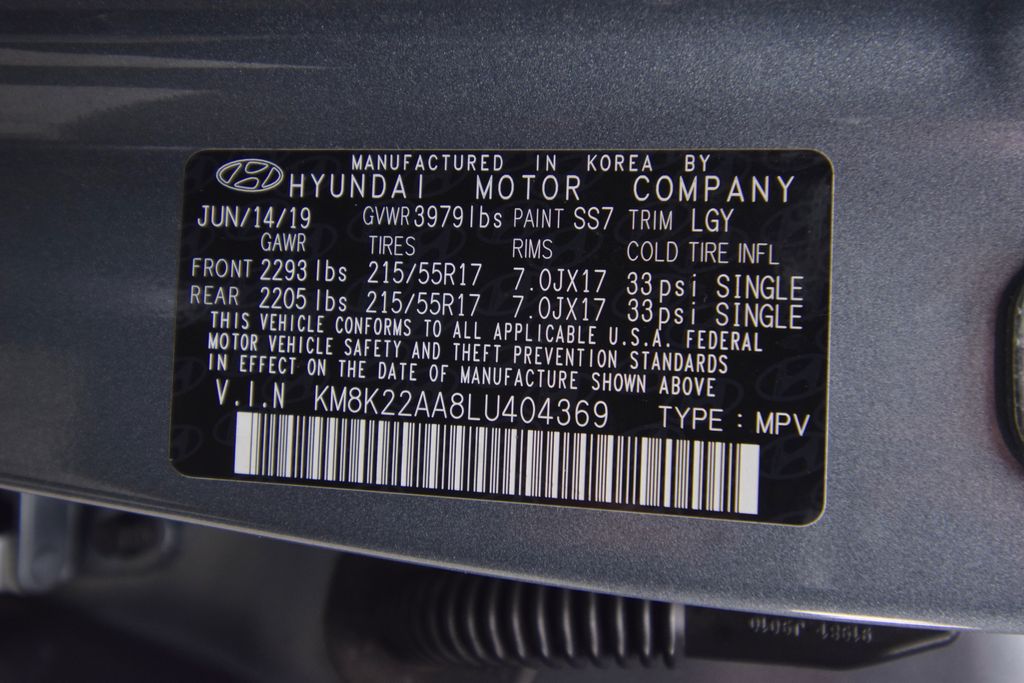 MANUFACTURED IN KOREA BY
HYUNDAI MOTOR COMPANY
JUN/14/19 GVWR 3979lbs PAINT SS7 TRIM LGY
GAWR TIRES RIMS COLD TIRE INFL
FRONT 2293lbs 215/55R17 7.0JX17 33psi SINGLE
REAR 2205lbs 215/55R17 7.0JX17 33psi SINGLE
THIS VEHICLE CONFORMS TO ALL APPLICABLE U.S.A. FEDERAL
MOTOR VEHICLE SAFETY AND THEFT PREVENTION STANDARDS
IN EFFECT ON THE DATE OF MANUFACTURE SHOWN ABOVE
V.I.N KM8K22AA8LU404369 TYPE : MPV